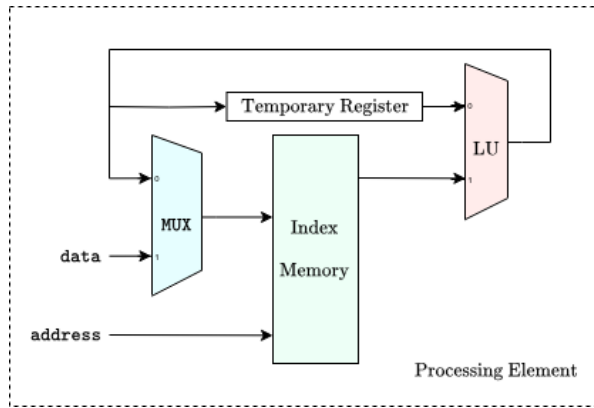 Temporary Register
0
LU
1
0
MUX
data
1
Index
Memory
address
Processing Element